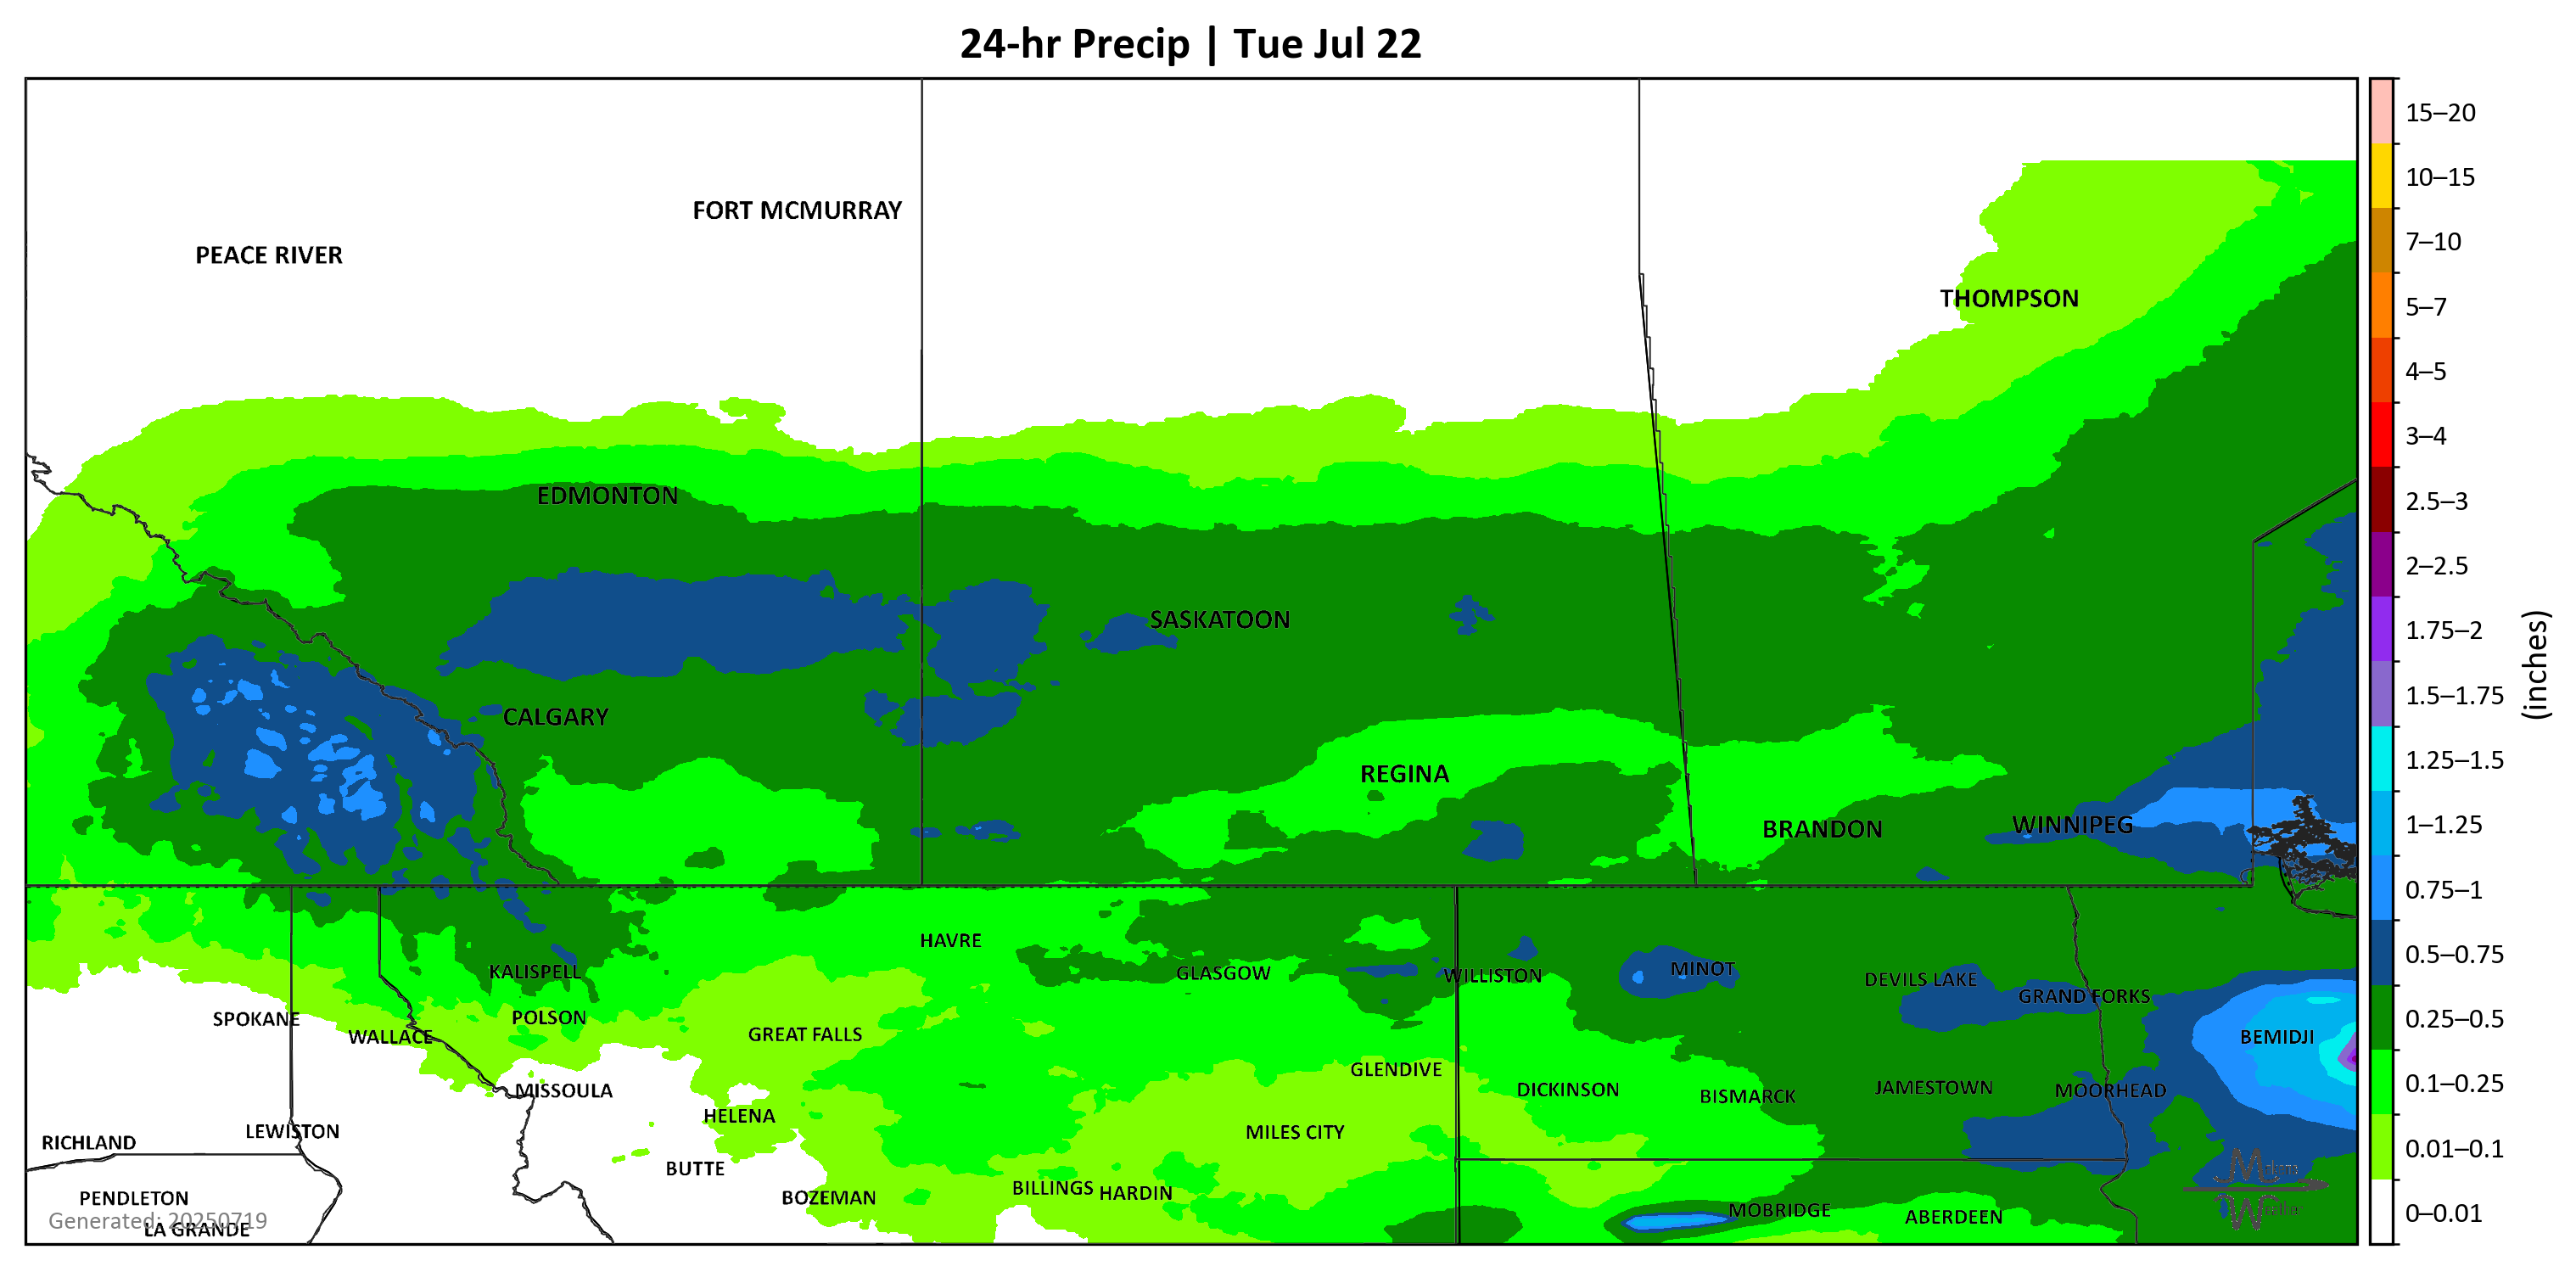 24-hr Precip | Tue Jul 22
15–20
10–15
7–10
5–7
4–5
3–4
2.5–3
2–2.5
1.75–2
1.5–1.75
1.25–1.5
1–1.25
0.75–1
0.5–0.75
0.25–0.5
0.1–0.25
0.01–0.1
0–0.01
(inches)
FORT MCMURRAY
PEACE RIVER
THOMPSON
EDMONTON
SASKATOON
CALGARY
REGINA
BRANDON
WINNIPEG
HAVRE
KALISPELL
GLASGOW
WILLISTON
MINOT
DEVILS LAKE
GRAND FORKS
SPOKANE
WALLACE
POLSON
GREAT FALLS
BEMIDJI
GLENDIVE
MISSOULA
DICKINSON
BISMARCK
JAMESTOWN
MOORHEAD
HELENA
RICHLAND
LEWISTON
MILES CITY
BUTTE
PENDLETON
BOZEMAN
BILLINGS
HARDIN
MOBRIDGE
ABERDEEN
Generated: 20250719
LA GRANDE